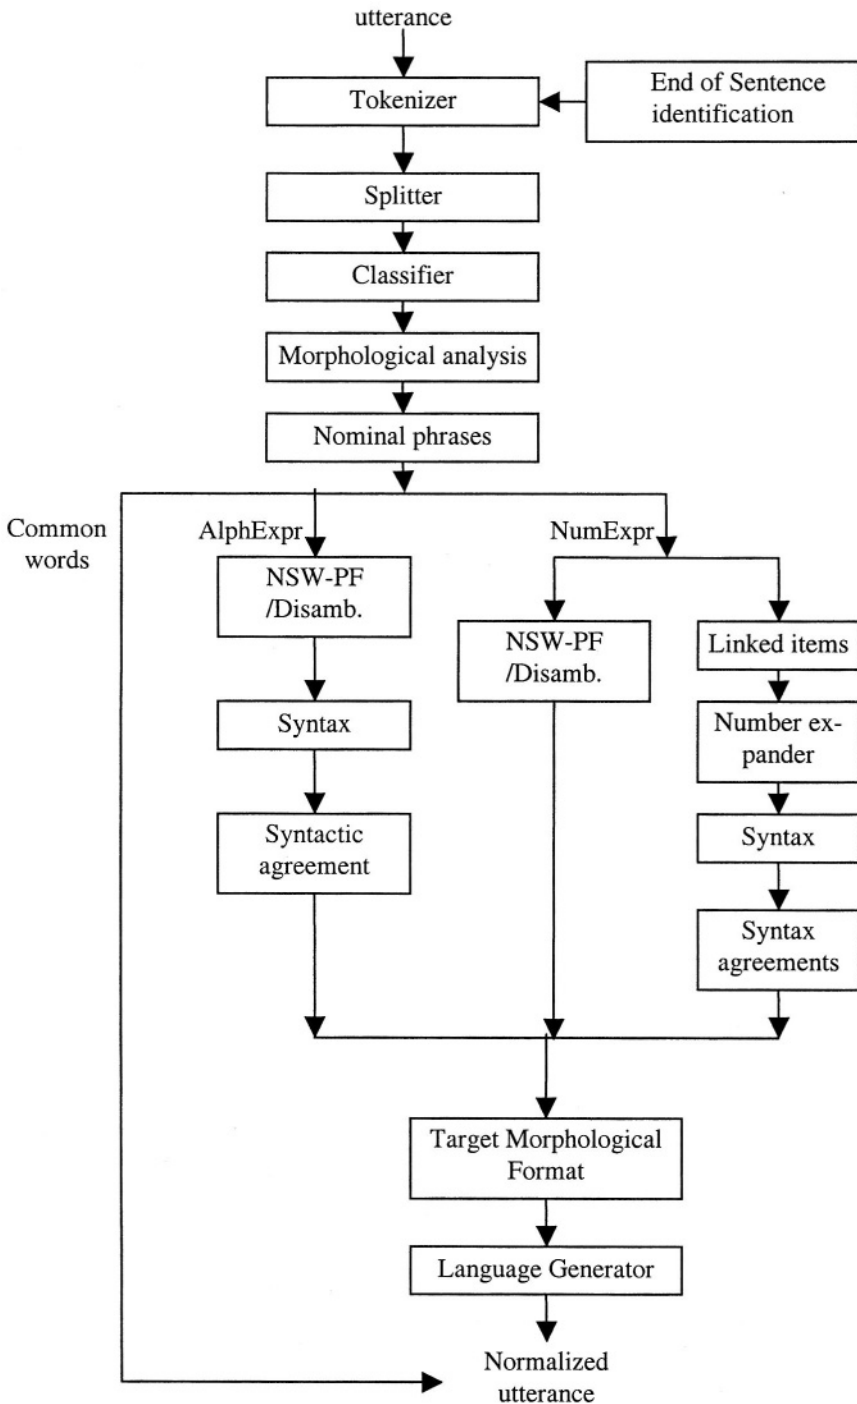 utterance
Tokenizer
End of Sentence
identification
Splitter
Classifier
Morphological analysis
Nominal phrases
Common
words
AlphExpr
NumExpr
NSW-PF
/Disamb.
Syntax
Syntactic
agreement
NSW-PF
/Disamb.
Linked items
Number ex-
pander
Syntax
Syntax
agreements
Target Morphological
Format
Language Generator
Normalized
utterance